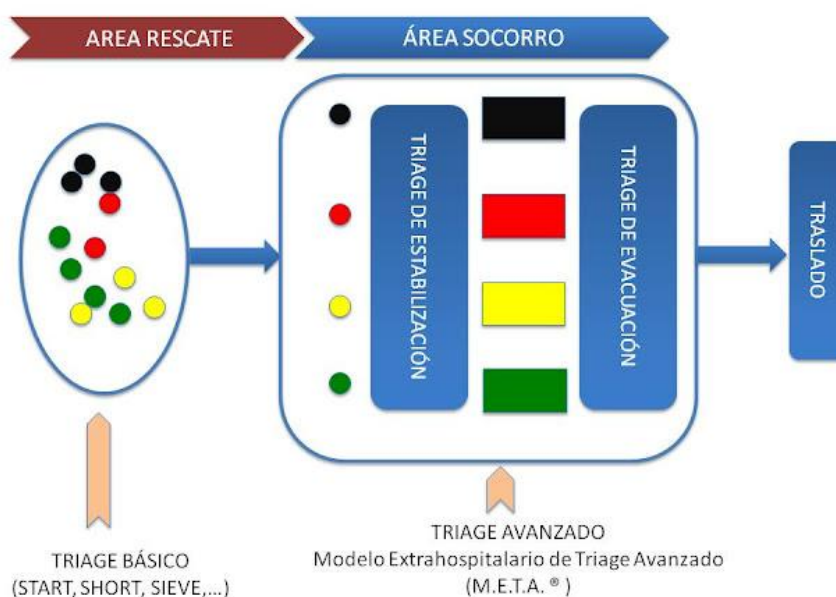 AREA RESCATE
ÁREA SOCORRO
TRIAGE DE ESTABILIZACIÓN
TRIAGE DE EVACUACIÓN
TRASLADO
TRIAGE BÁSICO
(START, SHORT, SIEVE,...)
TRIAGE AVANZADO
Modelo Extrahospitalario de Triage Avanzado
(M.E.T.A. ® )